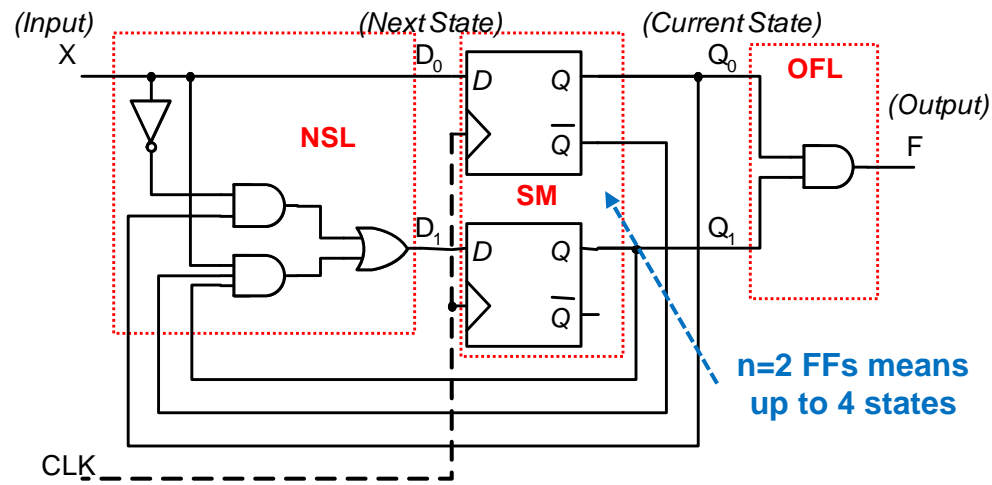 (Input)
(Next State)
(Current State)
X
D0
Q0
OFL
D
Q
(Output)
NSL
Q̅
F
SM
D1
Q1
D
Q
Q̅
n=2 FFs means
up to 4 states
CLK